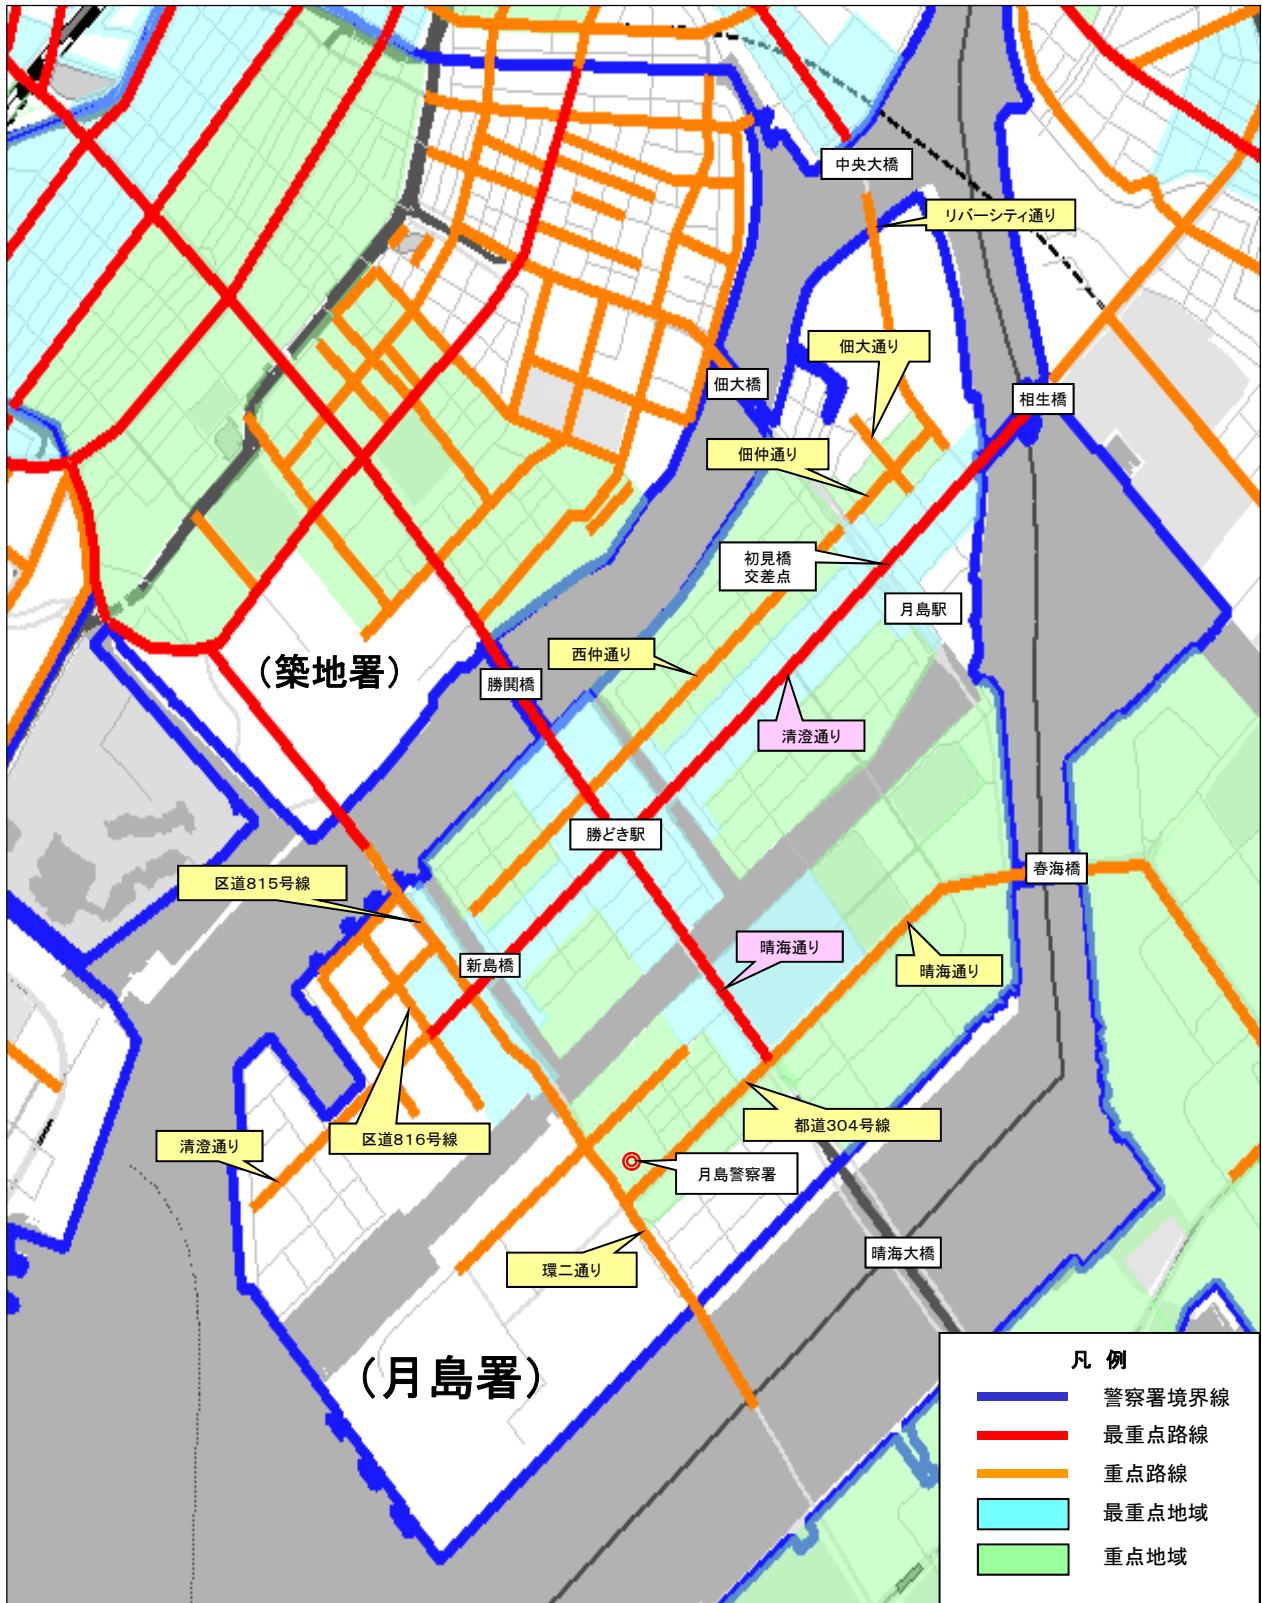 中央大橋
リバーシティ通り
佃大通り
佃大橋
相生橋
佃仲通り
初見橋
交差点
月島駅
西仲通り
(築地署)
勝鬨橋
清澄通り
勝どき駅
春海橋
区道815号線
晴海通り
新島橋
晴海通り
都道304号線
区道816号線
清澄通り
月島警察署
晴海大橋
環二通り
(月島署)
凡 例
警察署境界線
最重点路線
重点路線
最重点地域
重点地域